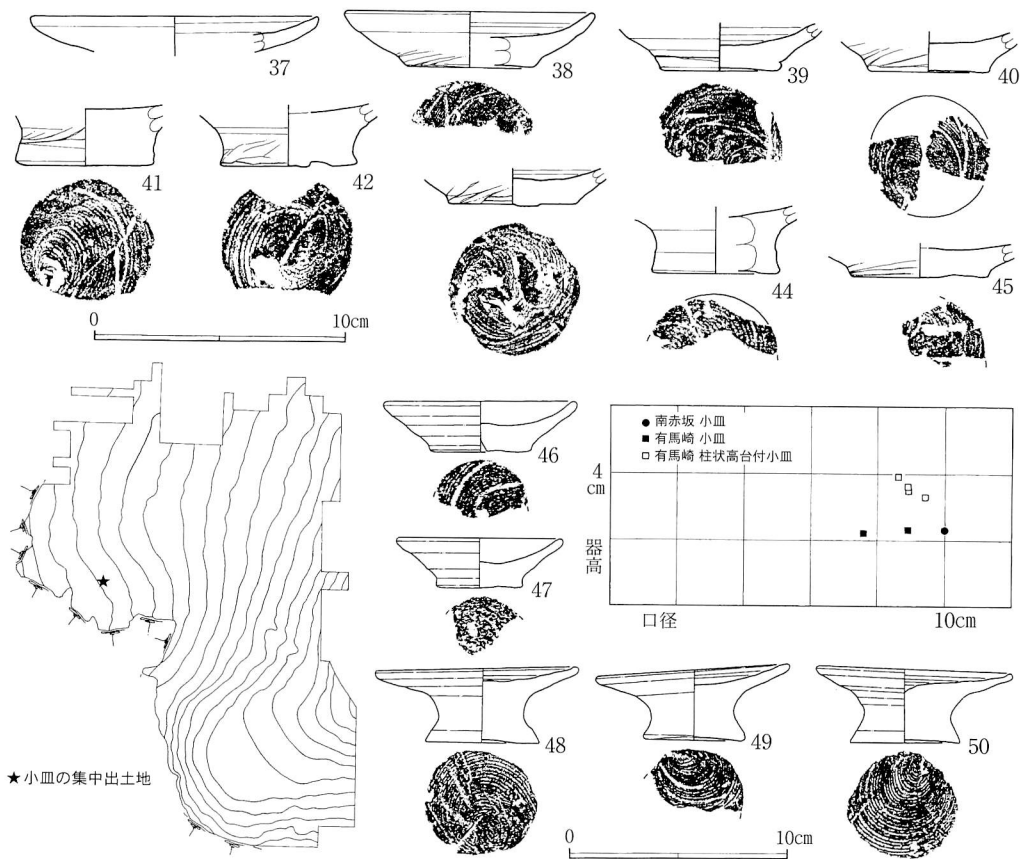 37
38
39
40
41
42
44
45
0 10cm
46
47
48
49
50
● 南赤坂 小皿
■ 有馬崎 小皿
□ 有馬崎 柱状高台付小皿
4
cm
器高
口径
10cm
★小皿の集中出土地
0 10cm